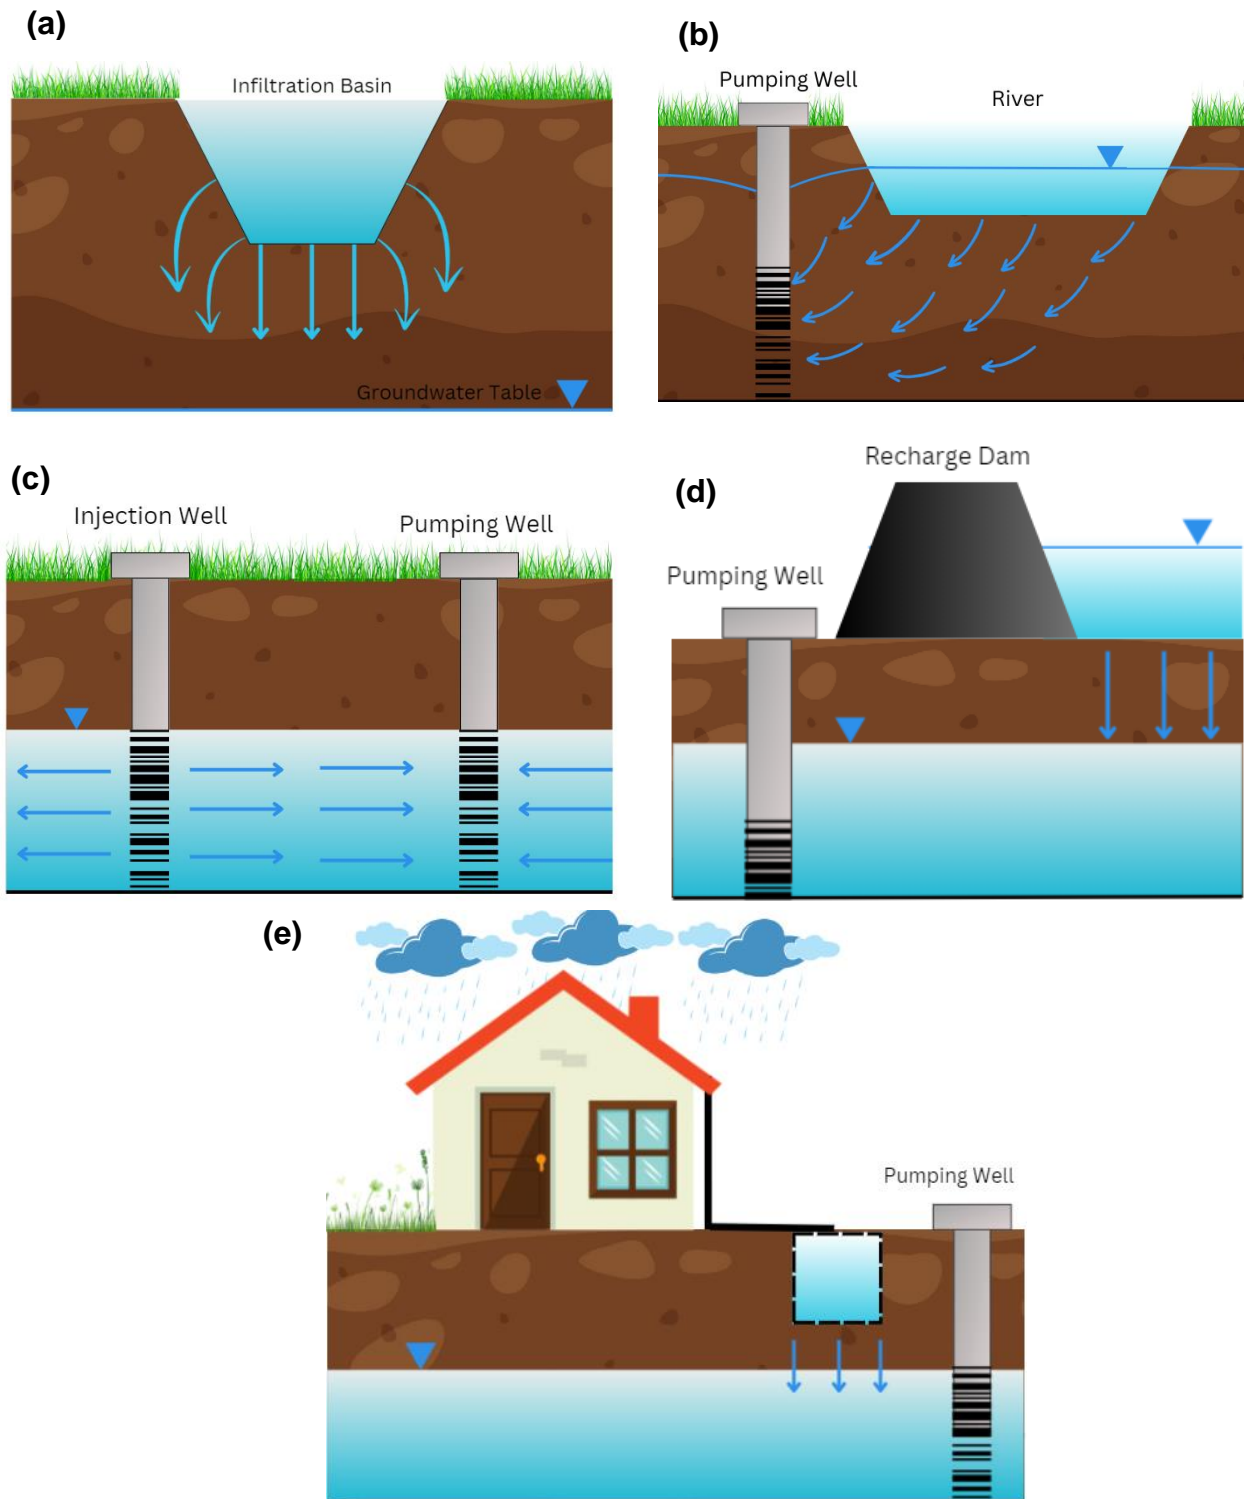 (a)
Infiltration Basin
Groundwater Table
(b)
Pumping Well
River
(c)
Injection Well
Pumping Well
(d)
Recharge Dam
Pumping Well
(e)
Pumping Well